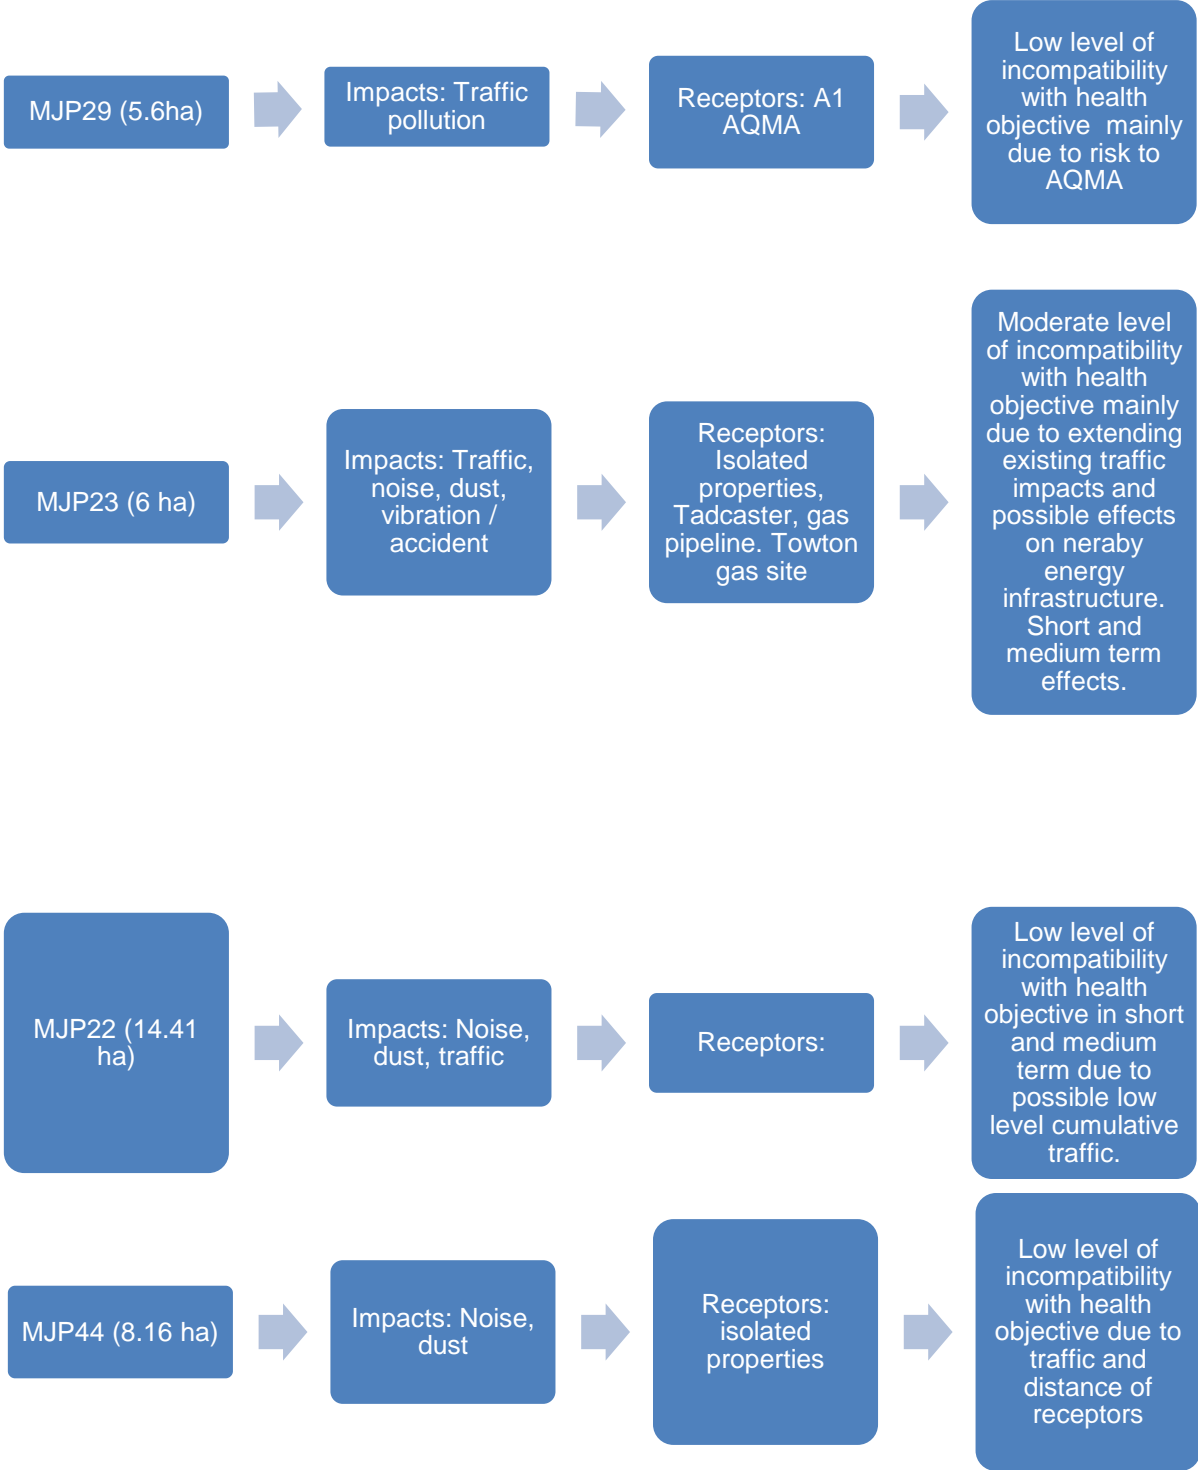 MJP29 (5.6ha)
Impacts: Traffic
pollution
Receptors: A1
AQMA
Low level of
incompatibility
with health
objective  mainly
due to risk to
AQMA
MJP23 (6 ha)
Impacts: Traffic,
noise, dust,
vibration /
accident
Receptors:
Isolated
properties,
Tadcaster, gas
pipeline. Towton
gas site
Moderate level
of incompatibility
with health
objective mainly
due to extending
existing traffic
impacts and
possible effects
on neraby
energy
infrastructure.
Short and
medium term
effects.
MJP22 (14.41
ha)
Impacts: Noise,
dust, traffic
Receptors:
Low level of
incompatibility
with health
objective in short
and medium
term due to
possible low
level cumulative
traffic.
MJP44 (8.16 ha)
Impacts: Noise,
dust
Receptors:
isolated
properties
Low level of
incompatibility
with health
objective due to
traffic and
distance of
receptors